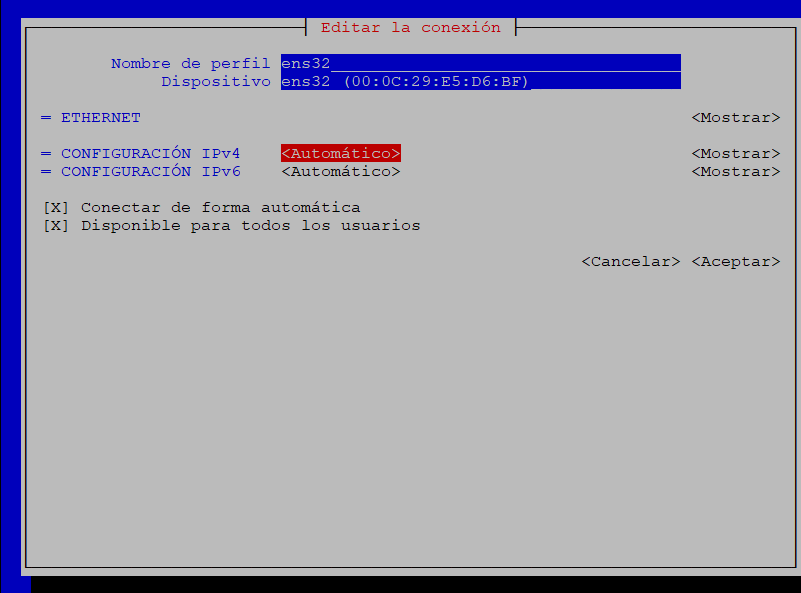 Editar la conexión
Nombre de perfil ens32
Dispositivo ens32 (00:0C:29:E5:D6:BF)
= ETHERNET <Mostrar>
= CONFIGURACIÓN IPv4 <Automático> <Mostrar>
= CONFIGURACIÓN IPv6 <Automático> <Mostrar>
[X] Conectar de forma automática
[X] Disponible para todos los usuarios
<Cancelar> <Aceptar>